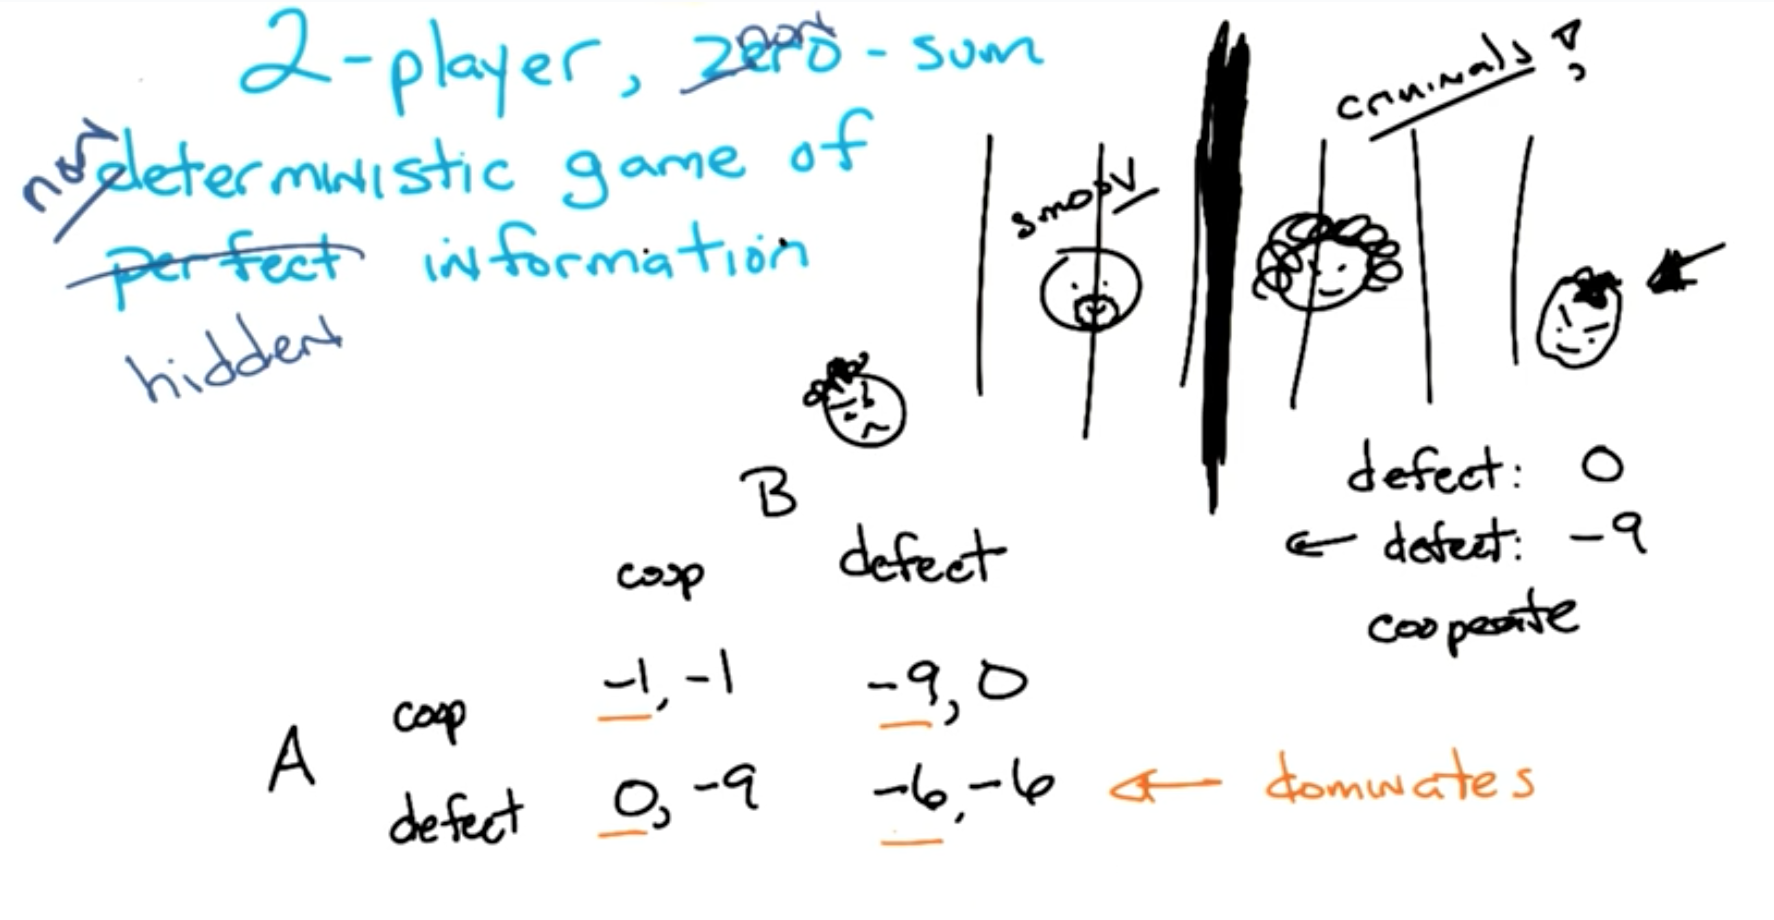 2-player, zero-sum
non
non deterministic game of
perfect information
hidden
criminals!
smoov
defect: 0
← defect: -9
cooperate
B
coop defect
A
coop -1, -1 -9, 0
defect 0, -9 -6, -6 ← dominates